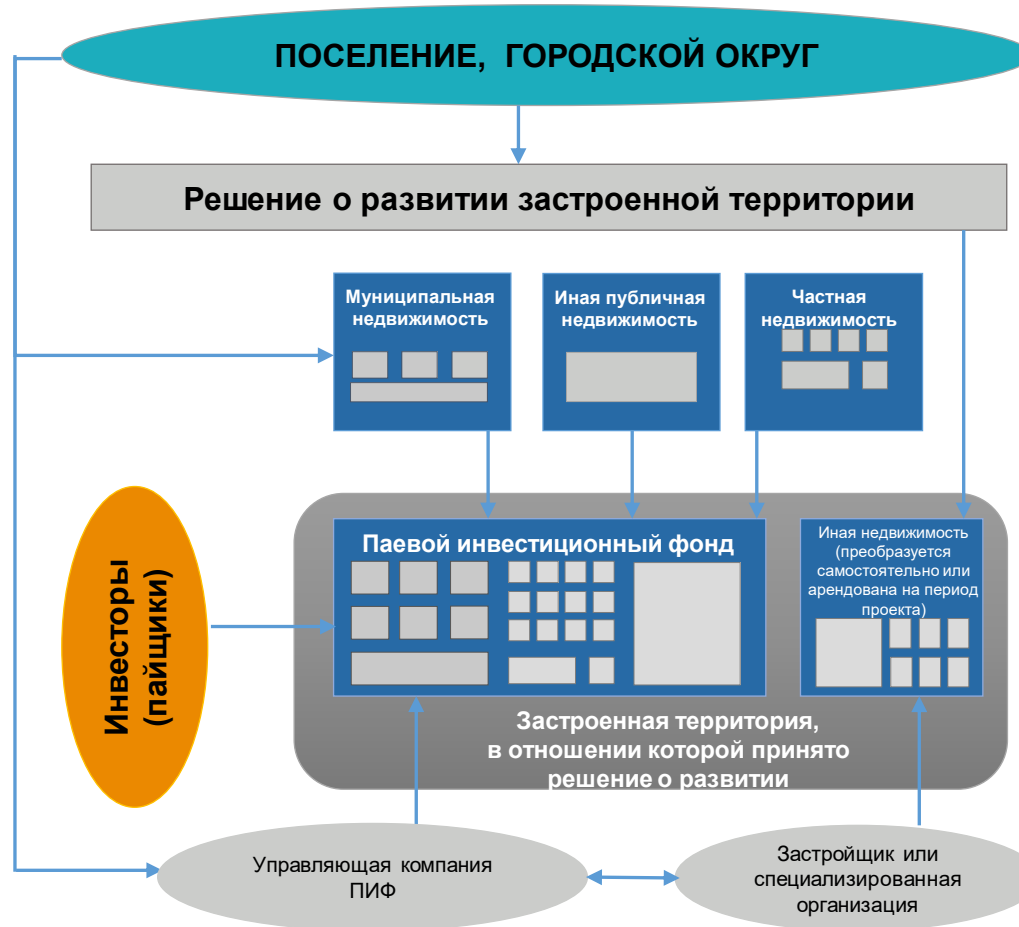 ПОСЕЛЕНИЕ, ГОРОДСКОЙ ОКРУГ
Решение о развитии застроенной территории
Муниципальная
недвижимость
Иная публичная
недвижимость
Частная
недвижимость
Инвесторы
(пайщики)
Паевой инвестиционный фонд
Иная недвижимость
(преобразуется
самостоятельно или
арендована на период
проекта)
Застроенная территория,
в отношении которой принято
решение о развитии
Управляющая компания
ПИФ
Застройщик или
специализированная
организация